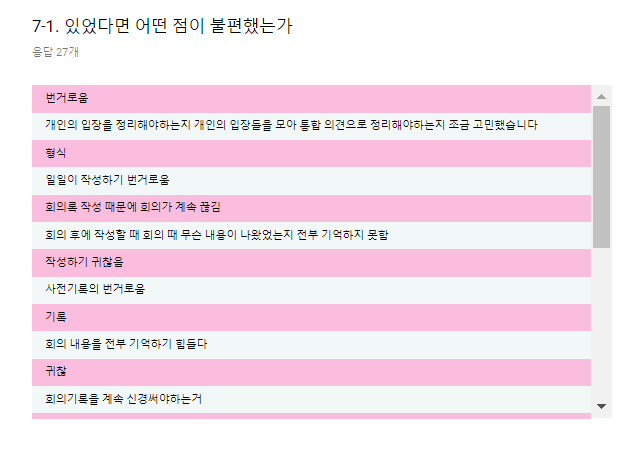 7-1. 있었다면 어떤 점이 불편했는가
응답 27개
번거로움
개인의 입장을 정리해야하는지 개인의 입장들을 모아 통합 의견으로 정리해야하는지 조금 고민했습니다
형식
일일이 작성하기 번거로움
회의록 작성 때문에 회의가 계속 끊김
회의 후에 작성할 때 회의 때 무슨 내용이 나왔었는지 전부 기억하지 못함
작성하기 귀찮음
사전기록의 번거로움
기록
회의 내용을 전부 기억하기 힘들다
귀찮
회의기록을 계속 신경써야하는거